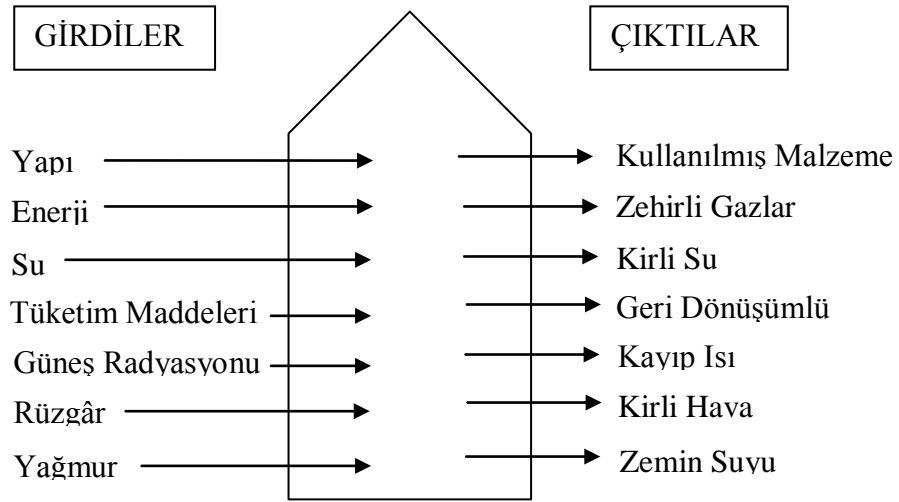 GİRDİLER
ÇIKTILAR
Yapı
Enerji
Su
Tüketim Maddeleri
Güneş Radyasyonu
Rüzgâr
Yağmur
Kullanılmış Malzeme
Zehirli Gazlar
Kirli Su
Geri Dönüşümlü
Kayıp Isı
Kirli Hava
Zemin Suyu